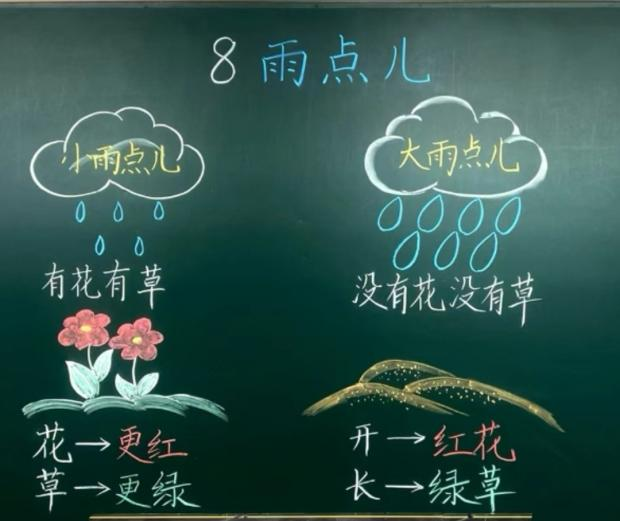 8 雨点儿
小雨点儿
有花有草
花→更红
草→更绿
大雨点儿
没有花没有草
开→红花
长→绿草